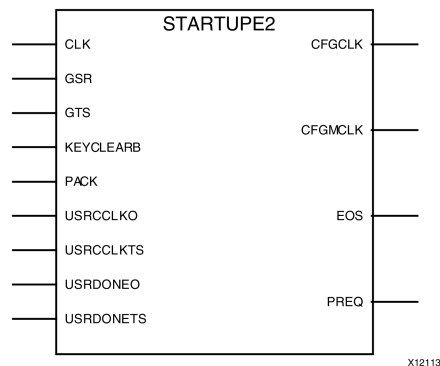 STARTUPE2
CLK
CFGCLK
GSR
GTS
CFGMCLK
KEYCLEARB
PACK
USRCCLKO
EOS
USRCCLKTS
USRDONEO
PREQ
USRDONETS
X12113